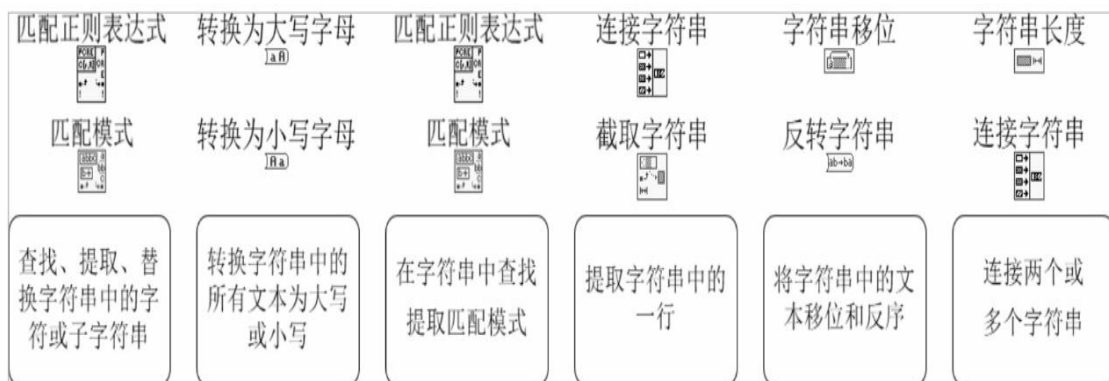 匹配正则表达式
转换为大写字母
匹配正则表达式
连接字符串
字符串移位
字符串长度
aA
匹配模式
转换为小写字母
匹配模式
截取字符串
反转字符串
连接字符串
Aa
ab→ba
查找、提取、替
换字符串中的字
符或子字符串
转换字符串中的
所有文本为大写
或小写
在字符串中查找
提取匹配模式
提取字符串中的
一行
将字符串中的文
本移位和反序
连接两个或
多个字符串